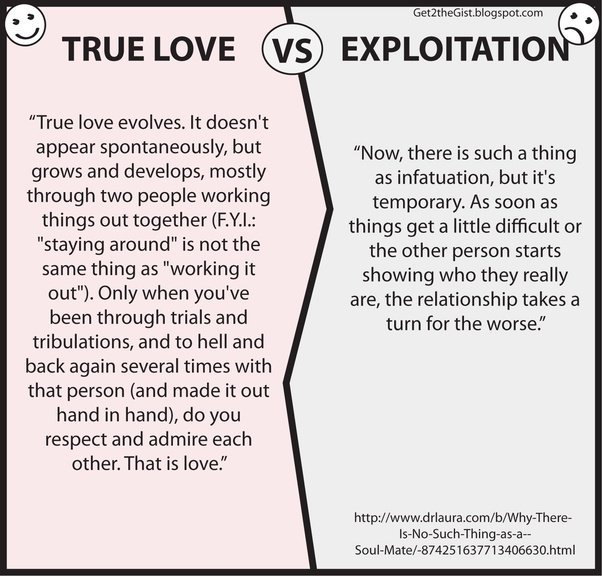 Get2theGist.blogspot.com
TRUE LOVE
VS
EXPLOITATION
“True love evolves. It doesn't
appear spontaneously, but
grows and develops, mostly
through two people working
things out together (F.Y.I.:
"staying around" is not the
same thing as "working it
out"). Only when you've
been through trials and
tribulations, and to hell and
back again several times with
that person (and made it out
hand in hand), do you
respect and admire each
other. That is love.”
“Now, there is such a thing
as infatuation, but it's
temporary. As soon as
things get a little difficult or
the other person starts
showing who they really
are, the relationship takes a
turn for the worse.”
http://www.drlaura.com/b/Why-There-
Is-No-Such-Thing-as-a--
Soul-Mate/-874251637713406630.html